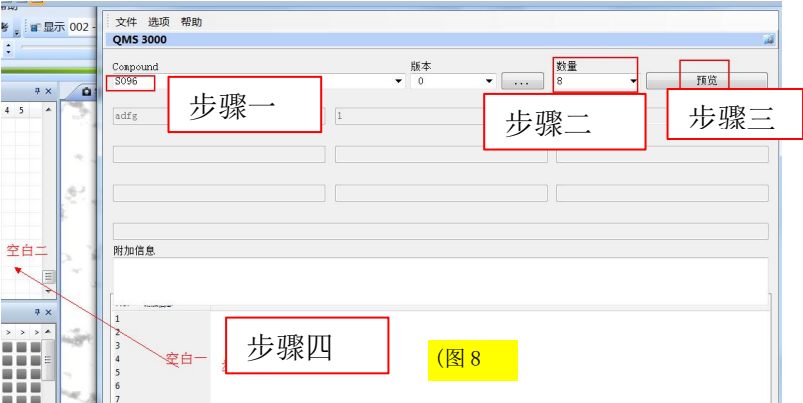 文件 选项 帮助
显示 002 -
QMS 3000
Compound
版本
数量
S096
0
...
8
预览
步骤一
步骤二
步骤三
4 5
adfg
1
空白二
附加信息
1
2
3
4
5
6
7
空白一
步骤四
(图 8
> > >